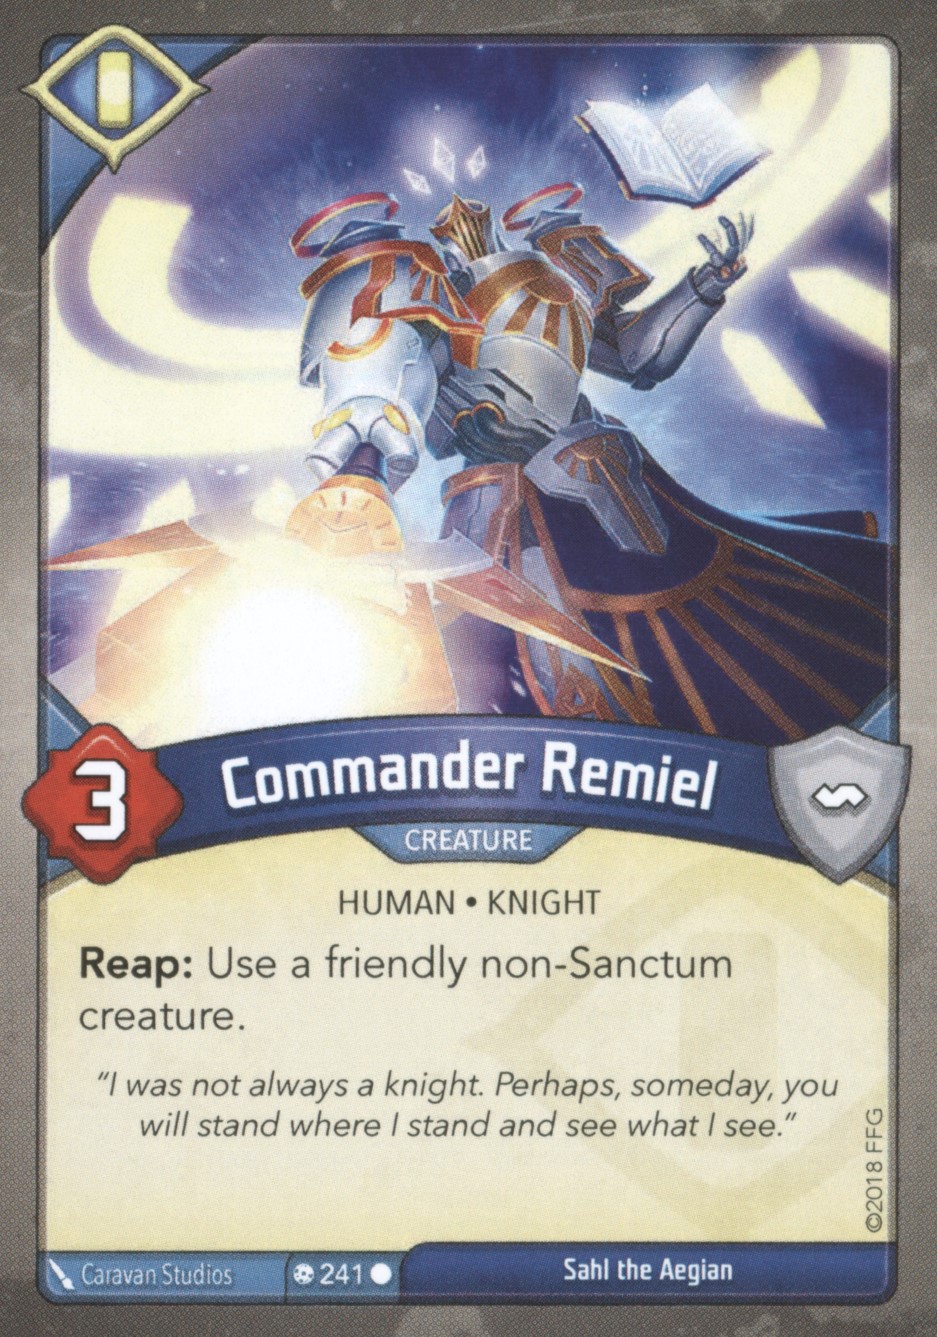 3
Commander Remiel
~
CREATURE
HUMAN • KNIGHT
Reap: Use a friendly non-Sanctum
creature.
“I was not always a knight. Perhaps, someday, you
will stand where I stand and see what I see.”
©2018 FFG
Caravan Studios
241
Sahl the Aegian